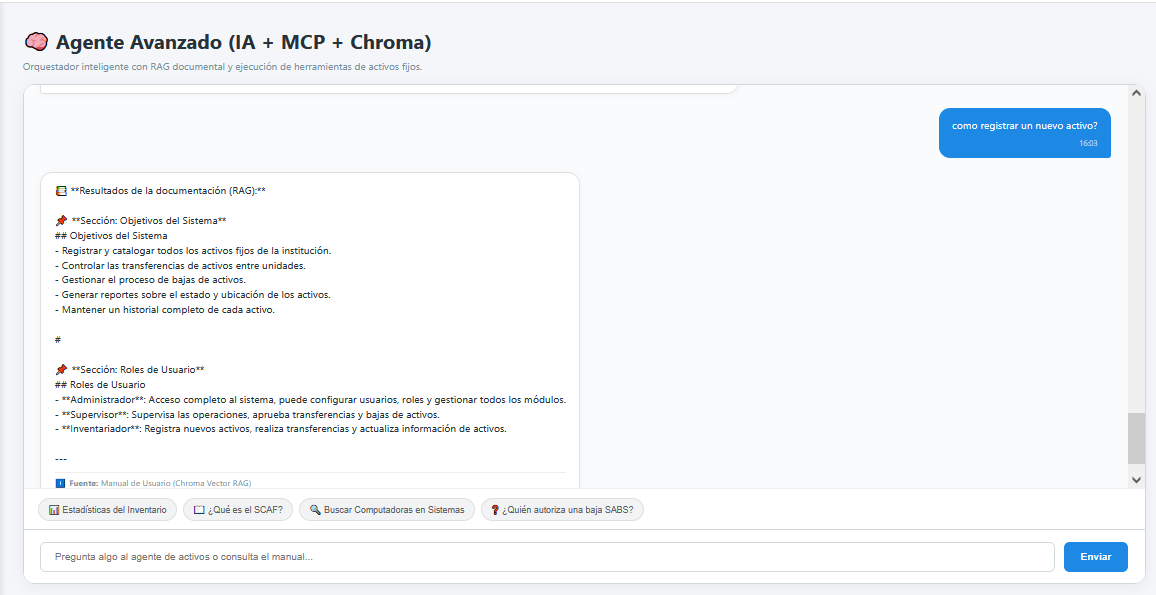 Agente Avanzado (IA + MCP + Chroma)
Orquestador inteligente con RAG documental y ejecución de herramientas de activos fijos.
como registrar un nuevo activo?
16:03
**Resultados de la documentación (RAG):**
**Sección: Objetivos del Sistema**
## Objetivos del Sistema
- Registrar y catalogar todos los activos fijos de la institución.
- Controlar las transferencias de activos entre unidades.
- Gestionar el proceso de bajas de activos.
- Generar reportes sobre el estado y ubicación de los activos.
- Mantener un historial completo de cada activo.
#
**Sección: Roles de Usuario**
## Roles de Usuario
- **Administrador**: Acceso completo al sistema, puede configurar usuarios, roles y gestionar todos los módulos.
- **Supervisor**: Supervisa las operaciones, aprueba transferencias y bajas de activos.
- **Inventariador**: Registra nuevos activos, realiza transferencias y actualiza información de activos.
---
Fuente: Manual de Usuario (Chroma Vector RAG)
Estadísticas del Inventario
¿Qué es el SCAF?
Buscar Computadoras en Sistemas
¿Quién autoriza una baja SABS?
Pregunta algo al agente de activos o consulta el manual...
Enviar